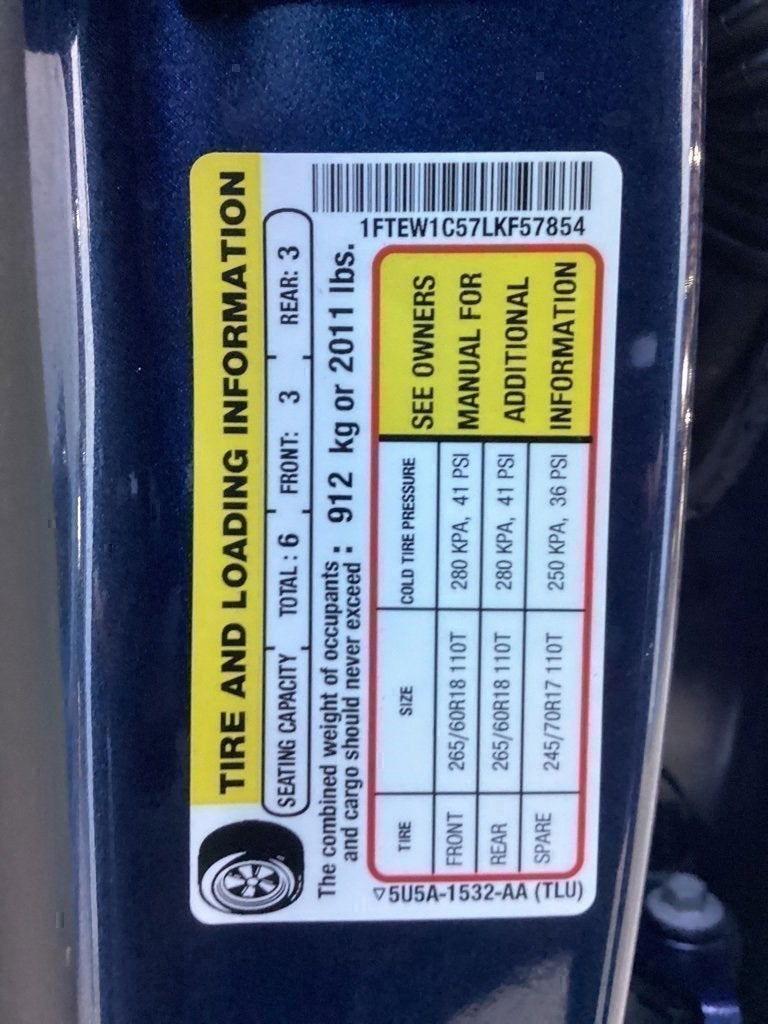 TIRE AND LOADING INFORMATION
SEATING CAPACITY TOTAL : 6 FRONT: 3 REAR: 3
The combined weight of occupants :
and cargo should never exceed : 912 kg or 2011 lbs.
TIRE SIZE COLD TIRE PRESSURE
FRONT 265/60R18 110T 280 KPA, 41 PSI
REAR 265/60R18 110T 280 KPA, 41 PSI
SPARE 245/70R17 110T 250 KPA, 36 PSI
SEE OWNERS
MANUAL FOR
ADDITIONAL
INFORMATION
▽5U5A-1532-AA (TLU)
1FTEW1C57LKF57854